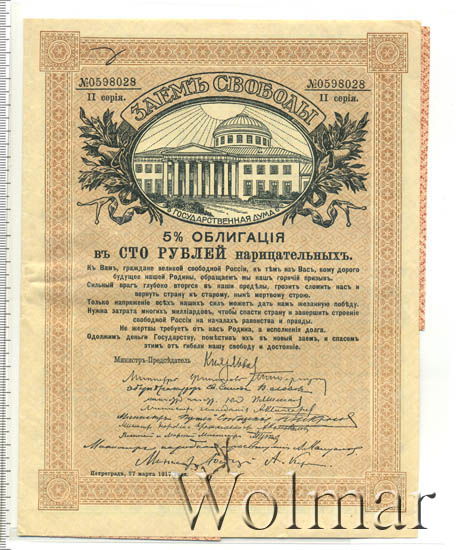 №0598028
II серія.
№0598028
II серія.
ЗАЕМЪ СВОБОДЫ
ГОСУДАРСТВЕННАЯ ДУМА
5% ОБЛИГАЦІЯ
въ СТО РУБЛЕЙ нарицательныхъ.
Къ Вамъ, граждане великой свободной Россіи, къ тѣмъ изъ Васъ, кому дорого
будущее нашей Родины, обращаемъ мы нашъ горячій призывъ.
Сильный врагъ глубоко вторгся въ наши предѣлы, грозитъ сломить насъ и
вернуть страну къ старому, нынѣ мертвому строю.
Только напряженіе всѣхъ нашихъ силъ можетъ дать намъ желанную побѣду.
Нужна затрата многихъ милліардовъ, чтобы спасти страну и завершить строеніе
свободной Россіи на началахъ равенства и правды.
Не жертвы требуетъ отъ насъ Родина, а исполненія долга.
Одолжимъ деньги Государству, помѣстивъ ихъ въ новый заемъ, и спасемъ
этимъ отъ гибели нашу свободу и достояніе.
Министръ-Предсѣдатель Князь Львовъ
Петроградъ, 27 марта 1917
Wolmar